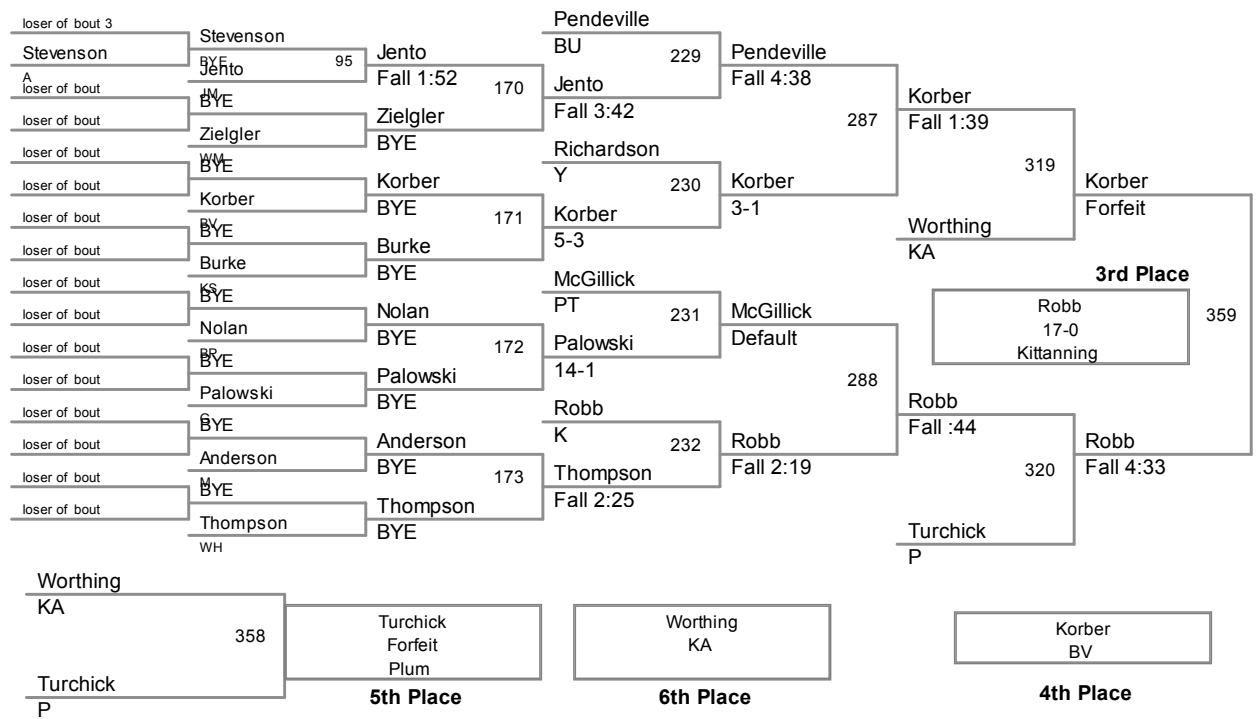 loser of bout 3
Stevenson
A
loser of bout
loser of bout
loser of bout
loser of bout
loser of bout
loser of bout
loser of bout
loser of bout
loser of bout
loser of bout
loser of bout
loser of bout
loser of bout
loser of bout
Stevenson
BYE
95
Jento
JM
BYE
Zielgler
WM
BYE
Korber
BV
BYE
Burke
KS
BYE
Nolan
BR
BYE
Palowski
G
BYE
Anderson
M
BYE
Thompson
WH
Jento
Fall 1:52
170
Zielgler
BYE
Korber
BYE
171
Burke
BYE
Nolan
BYE
172
Palowski
BYE
Anderson
BYE
173
Thompson
BYE
Pendeville
BU
229
Jento
Fall 3:42
Richardson
Y
230
Korber
5-3
McGillick
PT
231
Palowski
14-1
Robb
K
232
Thompson
Fall 2:25
Pendeville
Fall 4:38
287
Korber
3-1
McGillick
Default
288
Robb
Fall 2:19
Korber
Fall 1:39
319
Worthing
KA
Robb
Fall :44
320
Turchick
P
Korber
Forfeit
3rd Place
Robb
17-0
Kittanning
359
Robb
Fall 4:33
Worthing
KA
358
Turchick
P
Turchick
Forfeit
Plum
5th Place
Worthing
KA
6th Place
Korber
BV
4th Place